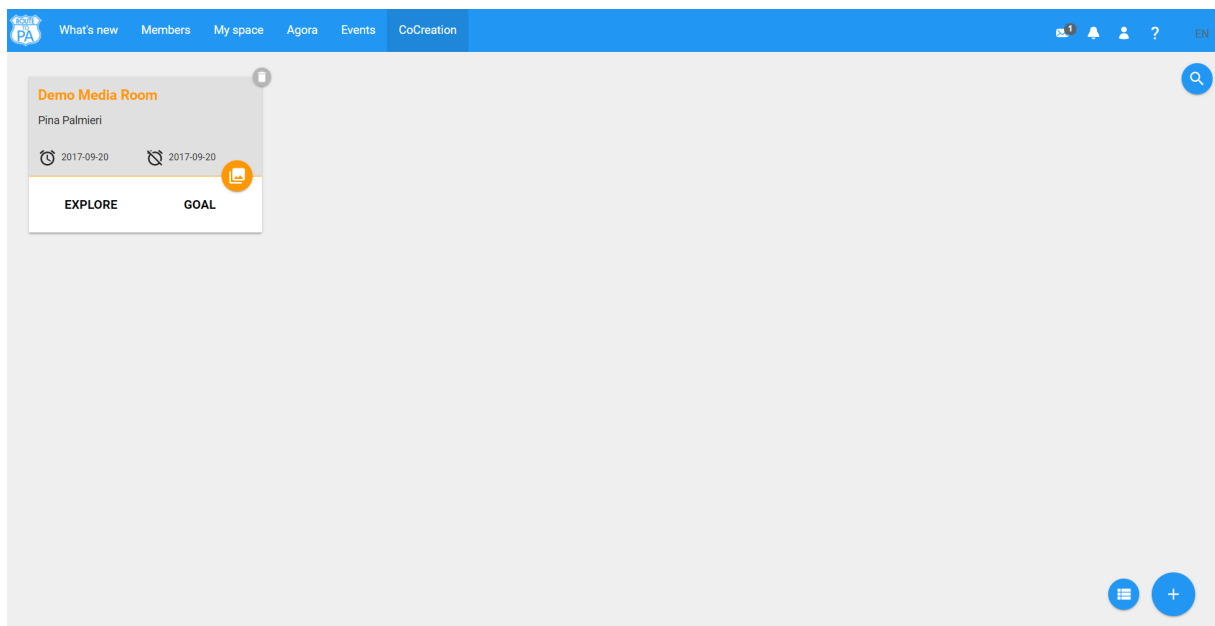 ROUTE TO PA What's new Members My space Agora Events CoCreation 1 ? EN
Demo Media Room
Pina Palmieri
2017-09-20 2017-09-20
EXPLORE GOAL
+